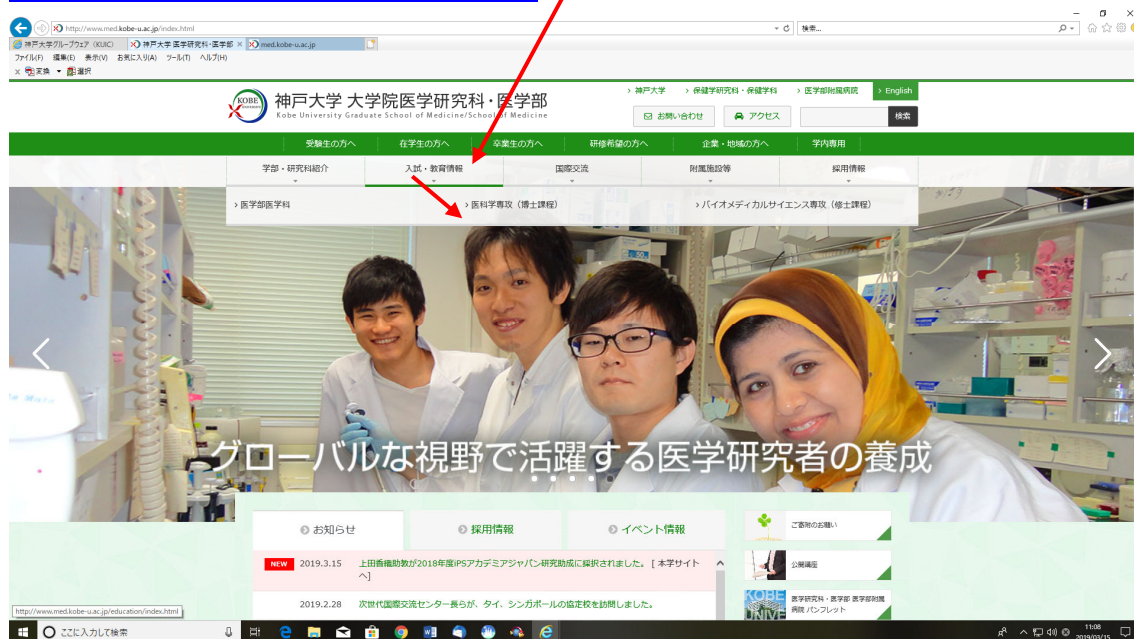 http://www.med.kobe-u.ac.jp/index.html
検索...
神戸大学グループウェア (KUIC)
神戸大学 医学研究科・医学部
med.kobe-u.ac.jp
ファイル(F) 編集(E) 表示(V) お気に入り(A) ツール(T) ヘルプ(H)
変換 選択
KOBE
神戸大学 大学院医学研究科・医学部
Kobe University Graduate School of Medicine/School of Medicine
> 神戸大学 > 保健学研究科・保健学科 > 医学部附属病院 > English
お問い合わせ アクセス 検索
受験生の方へ 在学生の方へ 卒業生の方へ 研修希望の方へ 企業・地域の方へ 学内専用
学部・研究科紹介 入試・教育情報 国際交流 附属施設等 採用情報
> 医学部医学科 > 医科学専攻（博士課程） > バイオメディカルサイエンス専攻（修士課程）
グローバルな視野で活躍する医学研究者の養成
お知らせ 採用情報 イベント情報
ご寄附のお願い
NEW 2019.3.15 上田香織助教が2018年度iPSアカデミアジャパン研究助成に採択されました。 [ 本学サイトへ]
公開講座
2019.2.28 次世代国際交流センター長らが、タイ、シンガポールの協定校を訪問しました。
KOBE
UNIVE
医学研究科・医学部 医学部附属
病院 パンフレット
http://www.med.kobe-u.ac.jp/education/index.html
ここに入力して検索
11:08
2019/03/15